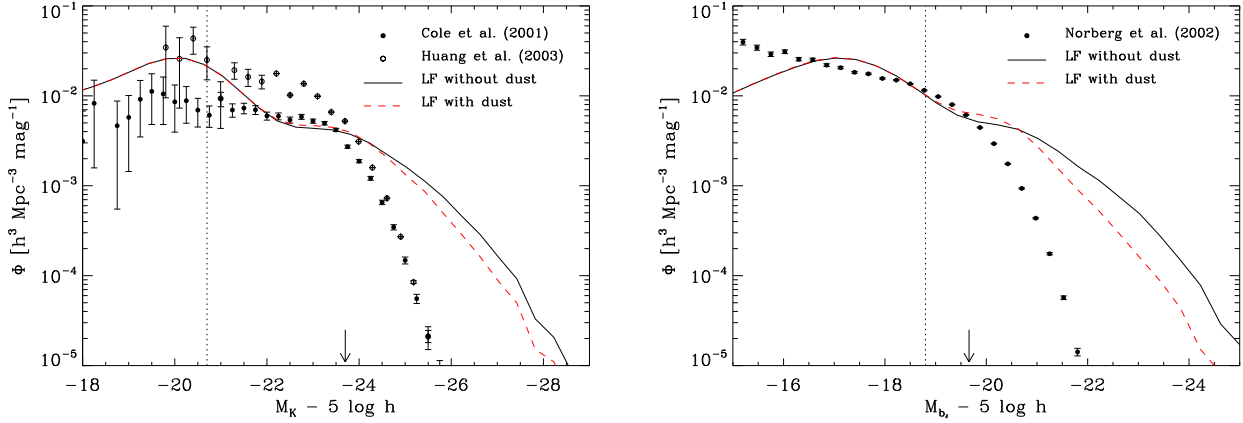 Cole et al. (2001)
Huang et al. (2003)
LF without dust
LF with dust
Φ [h³ Mpc⁻³ mag⁻¹]
10⁻¹
10⁻²
10⁻³
10⁻⁴
10⁻⁵
−18 −20 −22 −24 −26 −28
M_K − 5 log h
Norberg et al. (2002)
LF without dust
LF with dust
Φ [h³ Mpc⁻³ mag⁻¹]
10⁻¹
10⁻²
10⁻³
10⁻⁴
10⁻⁵
−16 −18 −20 −22 −24
M_bJ − 5 log h